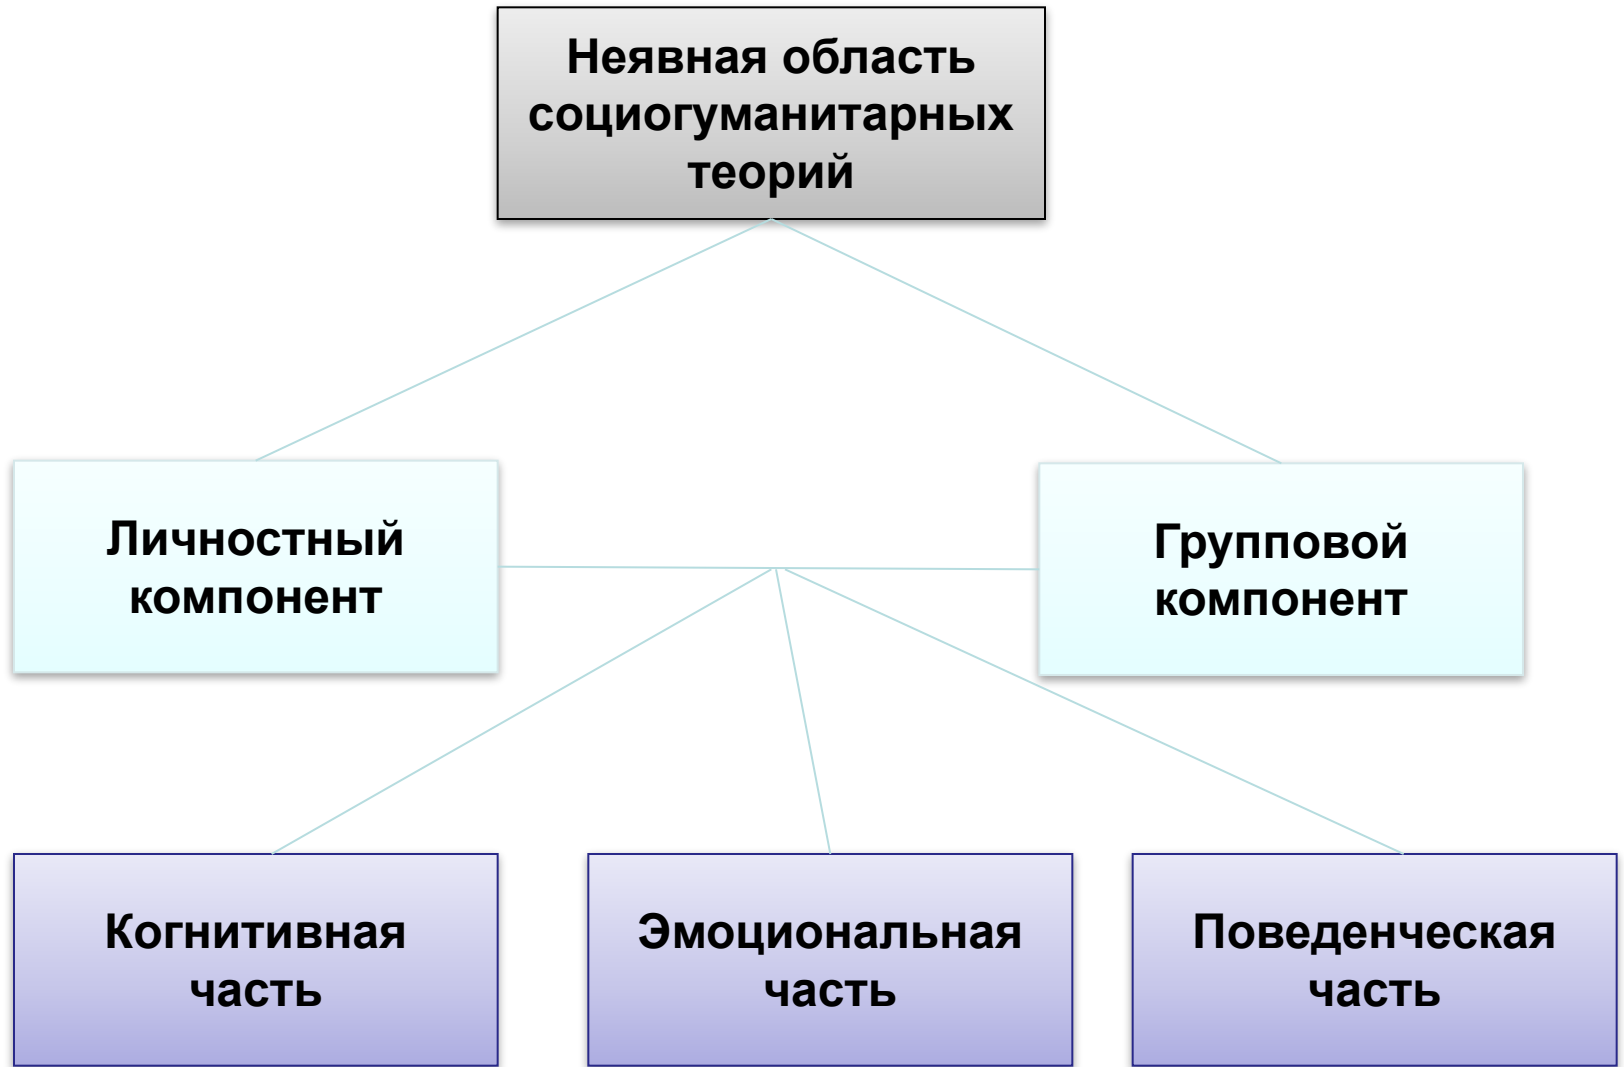 Неявная область
социогуманитарных
теорий
Личностный
компонент
Групповой
компонент
Когнитивная
часть
Эмоциональная
часть
Поведенческая
часть